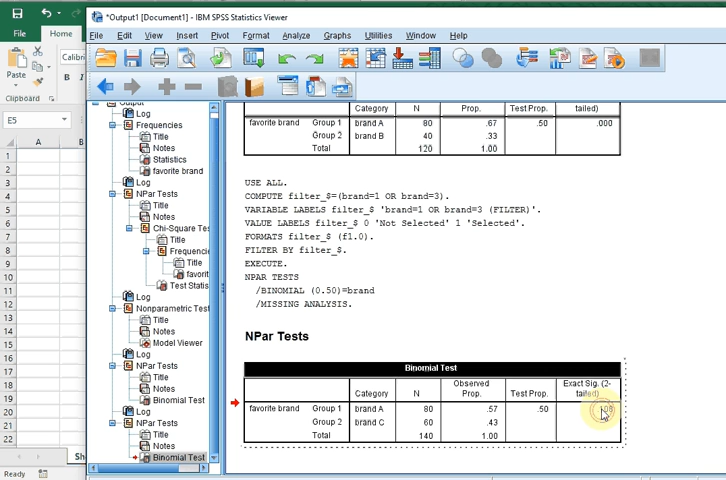 *Output1 [Document1] - IBM SPSS Statistics Viewer
File Home
File Edit View Insert Pivot Format Analyze Graphs Utilities Window Help
Paste
Calibri
B I
Clipboard
E5
A B
1
2
3
4
5
6
7
8
9
10
11
12
13
14
15
16
17
18
19
20
21
22
Ready
Output
Log
Frequencies
Title
Notes
Statistics
favorite brand
Log
NPar Tests
Title
Notes
Chi-Square Tes
Title
Frequencie
Title
favorit
Test Statis
Log
Nonparametric Test
Title
Notes
Model Viewer
Log
NPar Tests
Title
Notes
Binomial Test
Log
NPar Tests
Title
Notes
Binomial Test
Category N Prop. Test Prop. tailed)
favorite brand Group 1 brand A 80 .67 .50 .000
Group 2 brand B 40 .33
Total 120 1.00
USE ALL.
COMPUTE filter_$=(brand=1 OR brand=3).
VARIABLE LABELS filter_$ 'brand=1 OR brand=3 (FILTER)'.
VALUE LABELS filter_$ 0 'Not Selected' 1 'Selected'.
FORMATS filter_$ (f1.0).
FILTER BY filter_$.
EXECUTE.
NPAR TESTS
/BINOMIAL (0.50)=brand
/MISSING ANALYSIS.
NPar Tests
Binomial Test
Category N Observed Prop. Test Prop. Exact Sig. (2-tailed)
favorite brand Group 1 brand A 80 .57 .50
Group 2 brand C 60 .43
Total 140 1.00